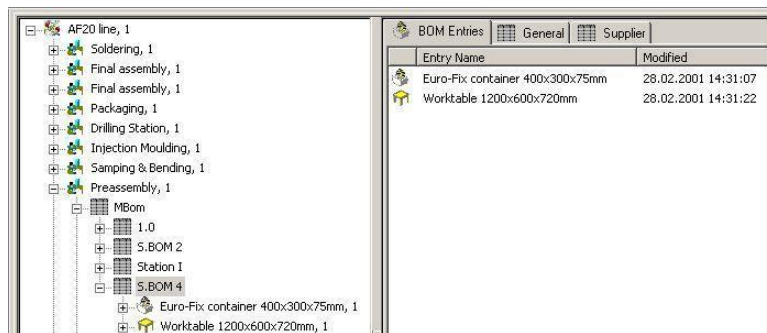 AF20 line, 1
Soldering, 1
Final assembly, 1
Final assembly, 1
Packaging, 1
Drilling Station, 1
Injection Moulding, 1
Samping & Bending, 1
Preassembly, 1
MBom
1.0
S.BOM 2
Station I
S.BOM 4
Euro-Fix container 400x300x75mm, 1
Worktable 1200x600x720mm, 1
BOM Entries General Supplier
Entry Name Modified
Euro-Fix container 400x300x75mm 28.02.2001 14:31:07
Worktable 1200x600x720mm 28.02.2001 14:31:22